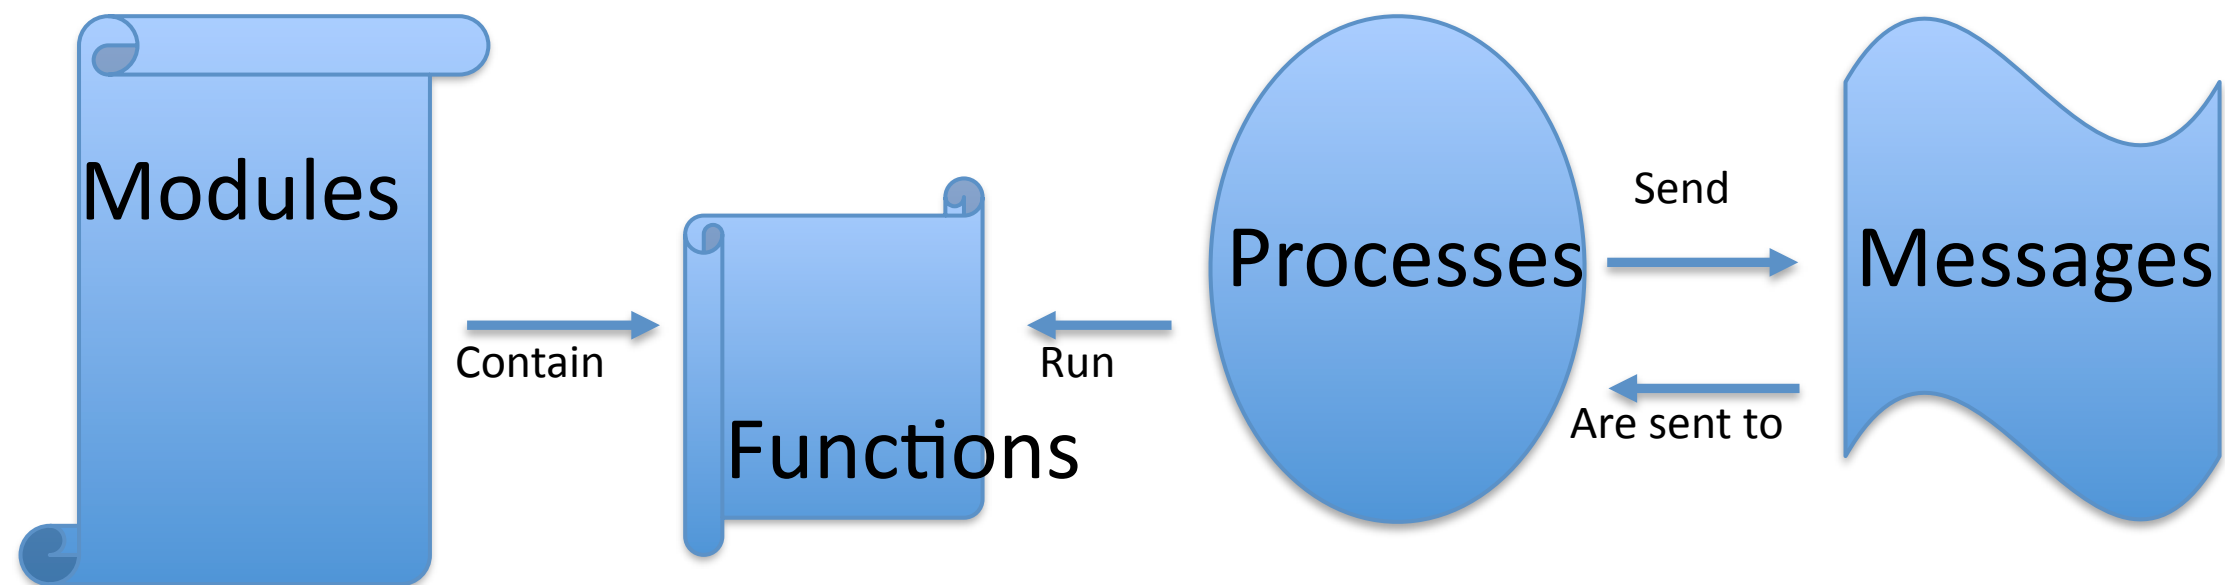 Modules
Contain
Functions
Run
Processes
Send
Are sent to
Messages